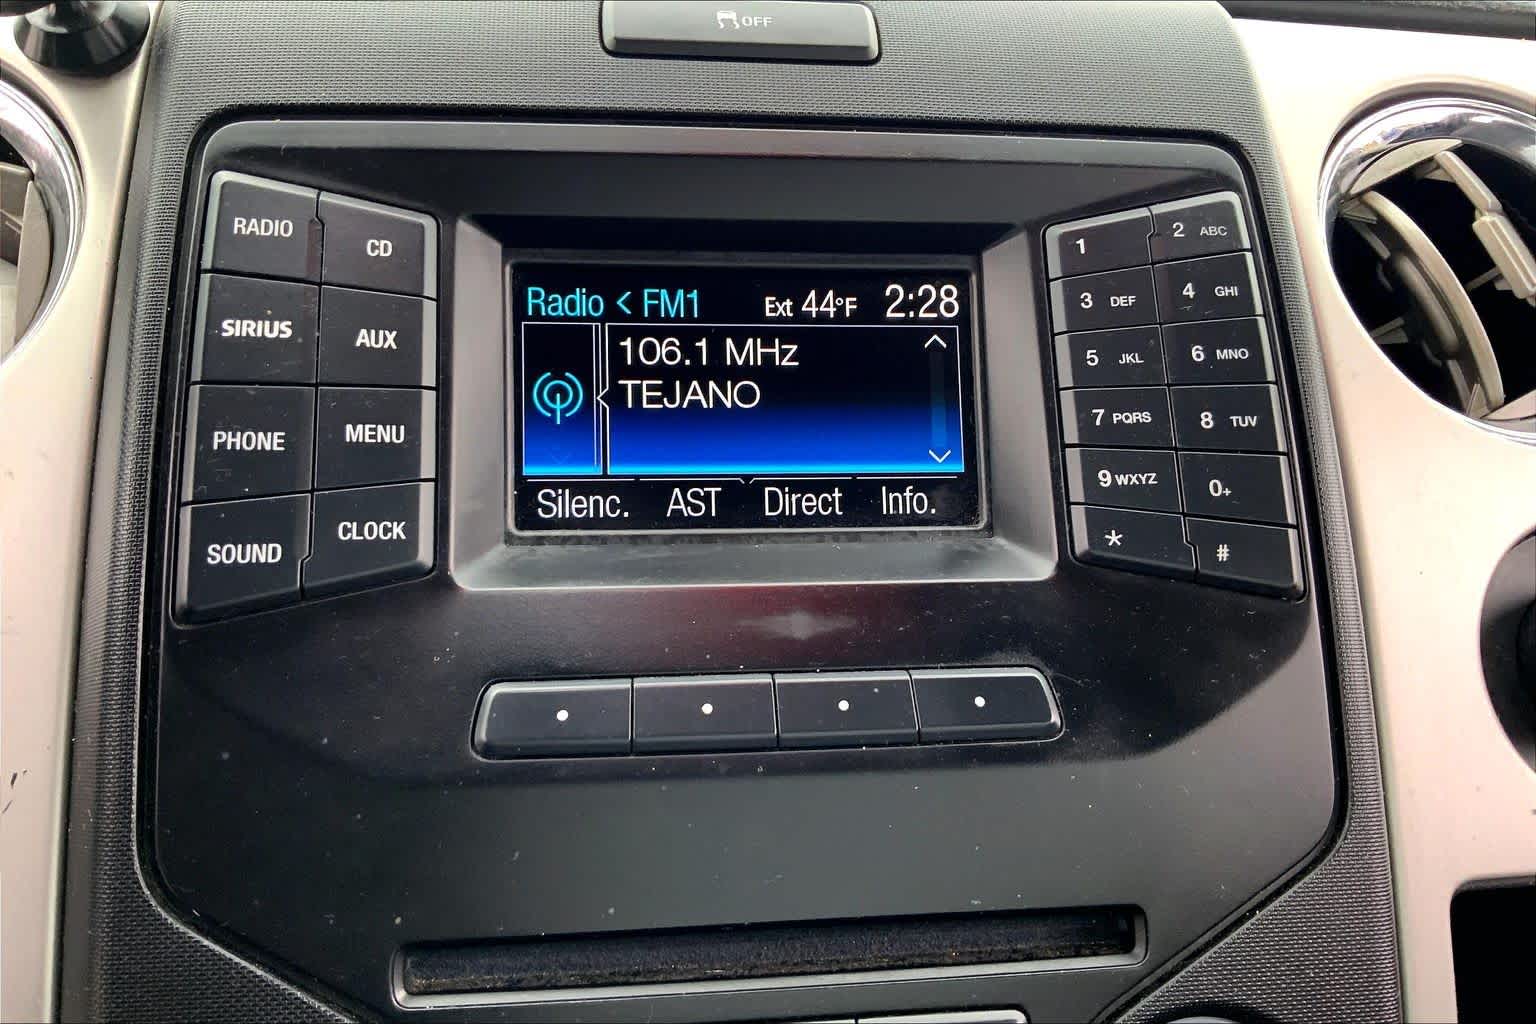 OFF
RADIO
CD
SIRIUS
AUX
PHONE
MENU
SOUND
CLOCK
Radio < FM1 Ext 44°F 2:28
106.1 MHz
TEJANO
Silenc. AST Direct Info.
1
2 ABC
3 DEF
4 GHI
5 JKL
6 MNO
7 PQRS
8 TUV
9 WXYZ
0+
*
#